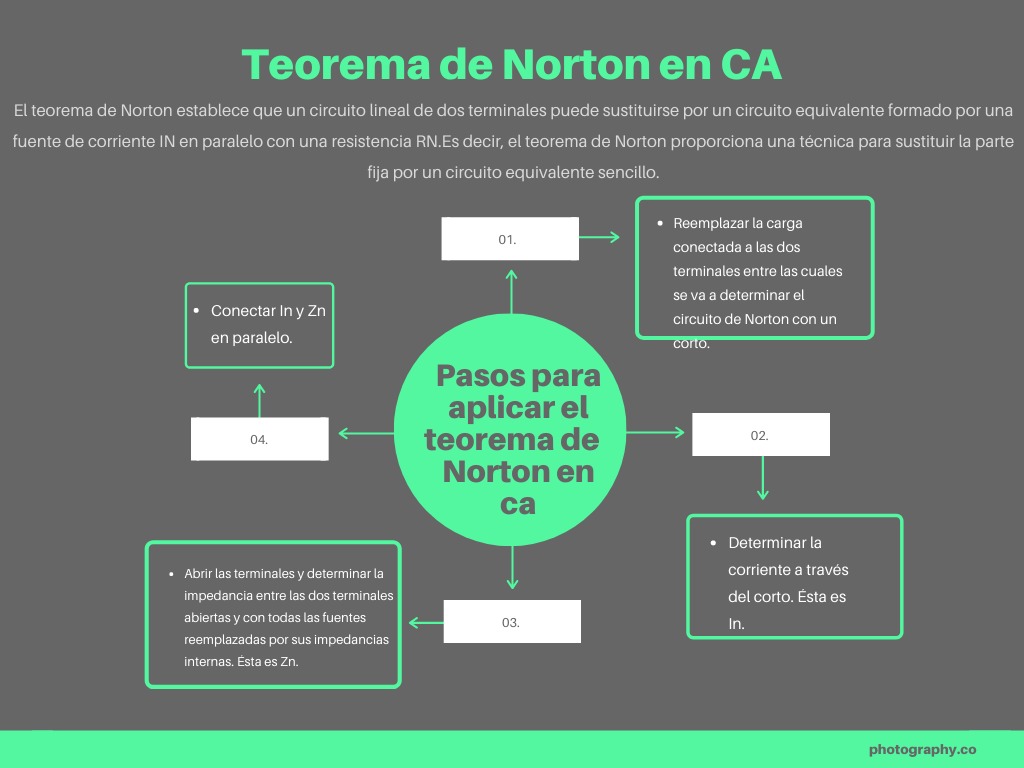 Teorema de Norton en CA
El teorema de Norton establece que un circuito lineal de dos terminales puede sustituirse por un circuito equivalente formado por una
fuente de corriente IN en paralelo con una resistencia RN.Es decir, el teorema de Norton proporciona una técnica para sustituir la parte
fija por un circuito equivalente sencillo.
01.
• Reemplazar la carga
conectada a las dos
terminales entre las cuales
se va a determinar el
circuito de Norton con un
corto.
• Conectar In y Zn
en paralelo.
Pasos para
aplicar el
teorema de
Norton en
ca
04.
02.
• Determinar la
corriente a través
del corto. Ésta es
In.
• Abrir las terminales y determinar la
impedancia entre las dos terminales
abiertas y con todas las fuentes
reemplazadas por sus impedancias
internas. Ésta es Zn.
03.
photography.co